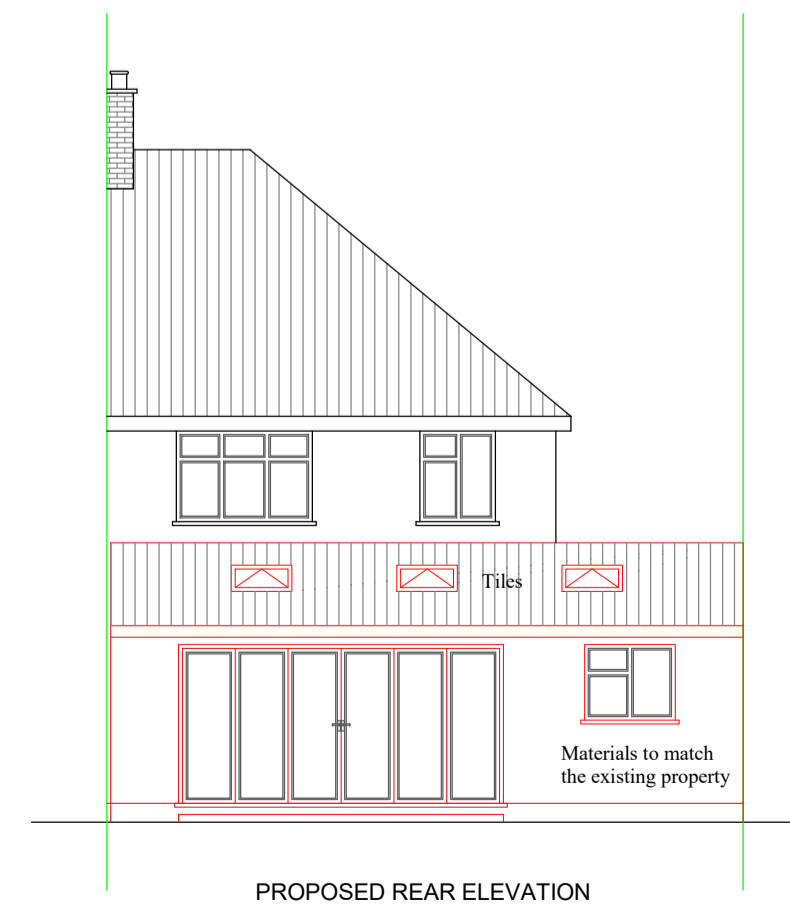 Tiles
Materials to match
the existing property
PROPOSED REAR ELEVATION